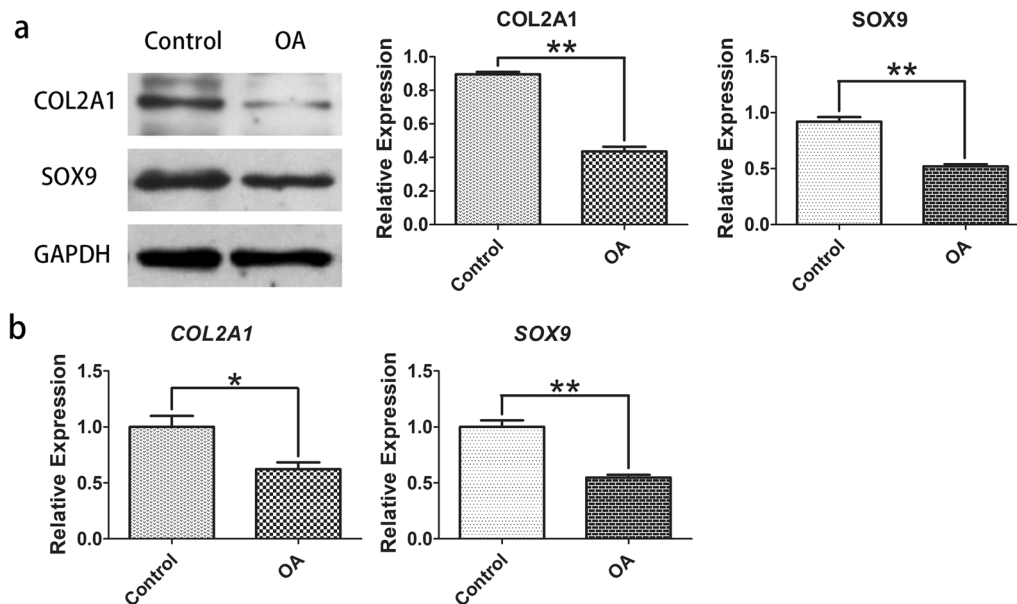 a
Control OA
COL2A1
SOX9
GAPDH
COL2A1
Relative Expression
1.0
0.8
0.6
0.4
0.2
0.0
**
Control
OA
SOX9
Relative Expression
1.5
1.0
0.5
0.0
**
Control
OA
b
COL2A1
Relative Expression
1.5
1.0
0.5
0.0
*
Control
OA
SOX9
Relative Expression
1.5
1.0
0.5
0.0
**
Control
OA